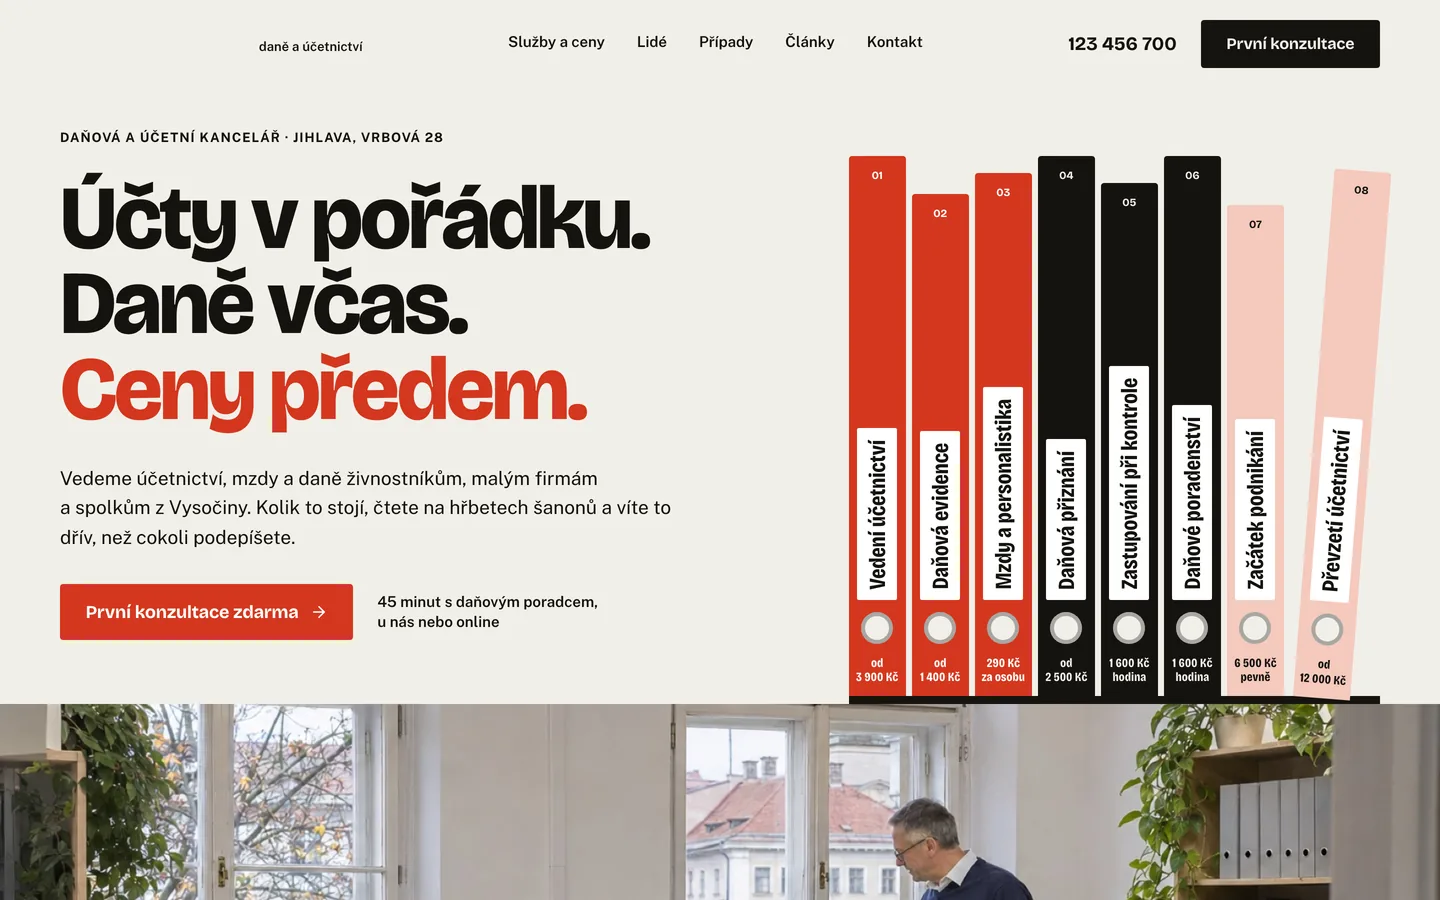 daně a účetnictví
Služby a ceny
Lidé
Případy
Články
Kontakt
123 456 700
První konzultace
DAŇOVÁ A ÚČETNÍ KANCELÁŘ · JIHLAVA, VRBOVÁ 28
Účty v pořádku.
Daně včas.
Ceny předem.
Vedeme účetnictví, mzdy a daně živnostníkům, malým firmám
a spolkům z Vysočiny. Kolik to stojí, čtete na hřbetech šanonů a víte to
dřív, než cokoli podepíšete.
První konzultace zdarma →
45 minut s daňovým poradcem,
u nás nebo online
01
Vedení účetnictví
od
3 900 Kč
02
Daňová evidence
od
1 400 Kč
03
Mzdy a personalistika
290 Kč
za osobu
04
Daňová přiznání
od
2 500 Kč
05
Zastupování při kontrole
1 600 Kč
hodina
06
Daňové poradenství
1 600 Kč
hodina
07
Začátek podnikání
6 500 Kč
pevně
08
Převzetí účetnictví
od
12 000 Kč